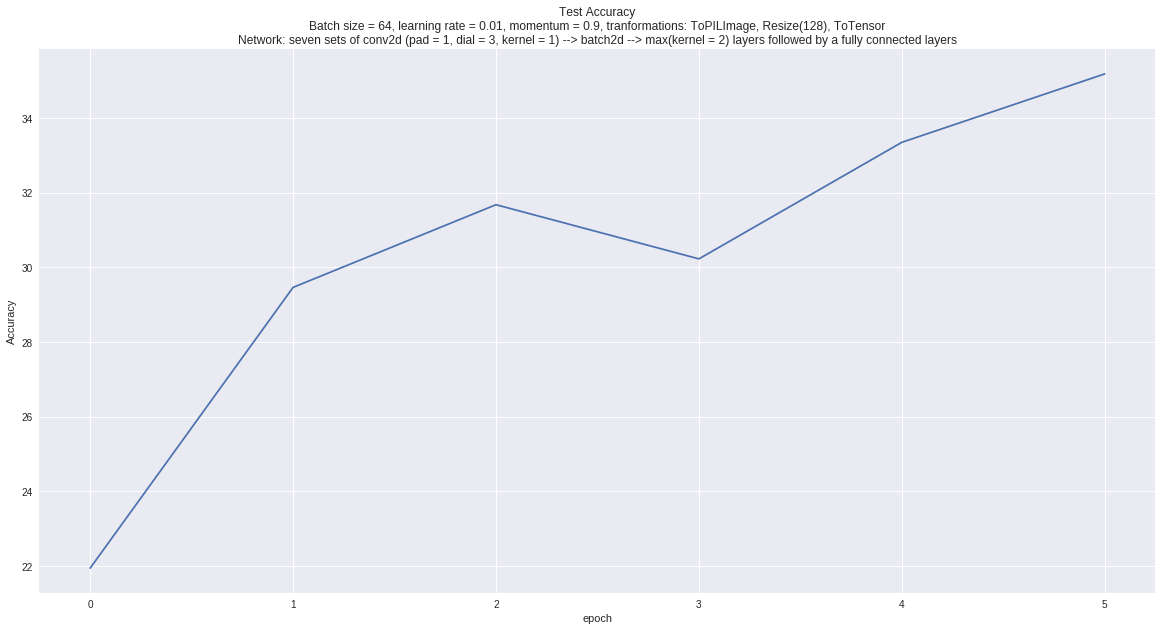 Test Accuracy
Batch size = 64, learning rate = 0.01, momentum = 0.9, tranformations: ToPILImage, Resize(128), ToTensor
Network: seven sets of conv2d (pad = 1, dial = 3, kernel = 1) --> batch2d --> max(kernel = 2) layers followed by a fully connected layers
34
32
30
28
26
24
22
Accuracy
0 1 2 3 4 5
epoch